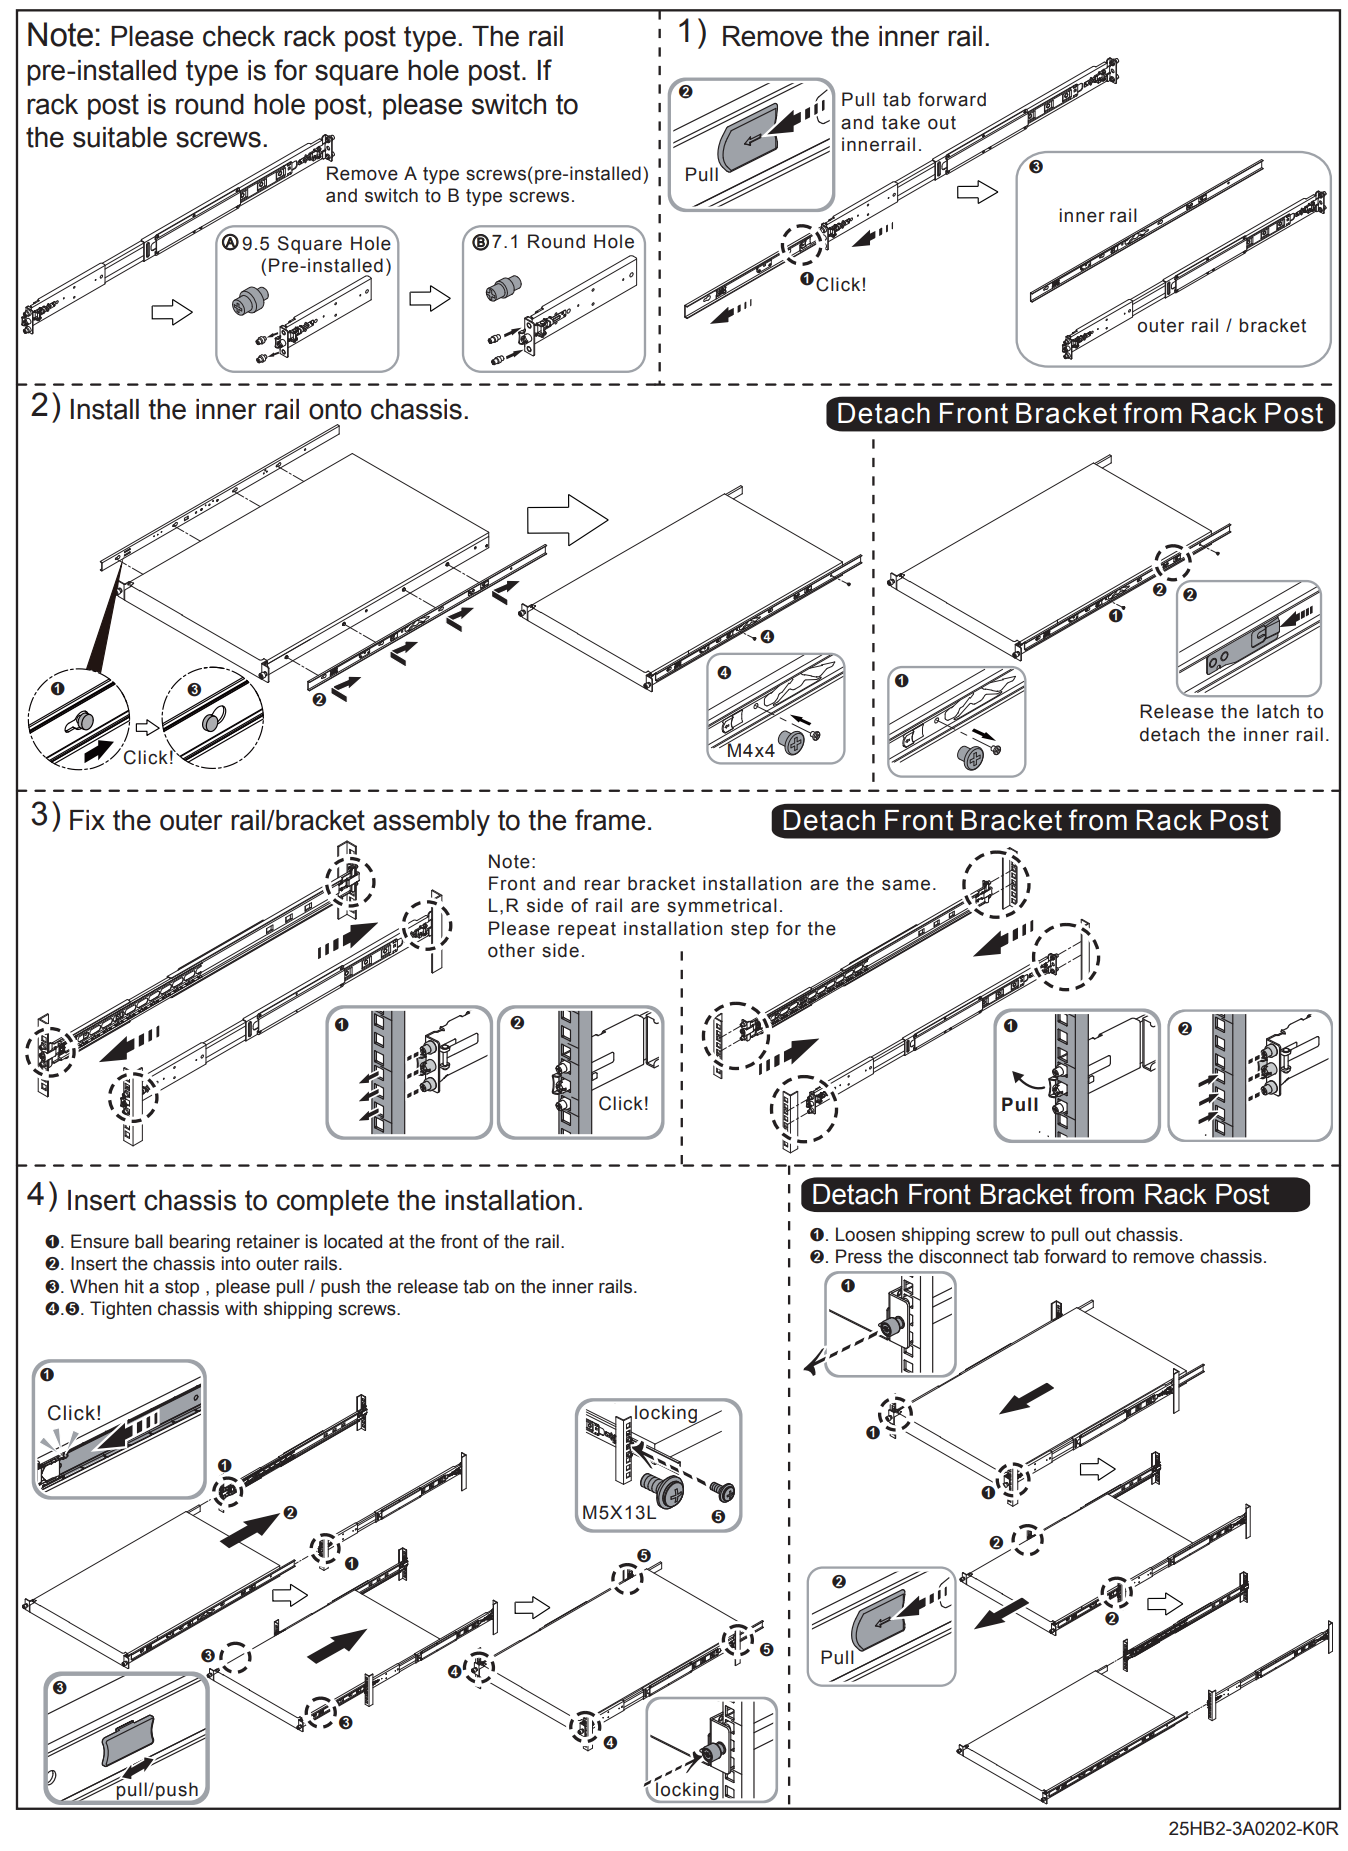 Note: Please check rack post type. The rail
pre-installed type is for square hole post. If
rack post is round hole post, please switch to
the suitable screws.
Remove A type screws(pre-installed)
and switch to B type screws.
Ⓐ 9.5 Square Hole
(Pre-installed)
Ⓑ 7.1 Round Hole
1) Remove the inner rail.
❷
Pull
Pull tab forward
and take out
innerrail.
❶ Click!
❸
inner rail
outer rail / bracket
2) Install the inner rail onto chassis.
❶
❸
Click!
❷
❹
❹
M4x4
Detach Front Bracket from Rack Post
❷
❶
❷
❶
Release the latch to
detach the inner rail.
3) Fix the outer rail/bracket assembly to the frame.
Note:
Front and rear bracket installation are the same.
L,R side of rail are symmetrical.
Please repeat installation step for the
other side.
❶
❷
Click!
Detach Front Bracket from Rack Post
❶
Pull
❷
4) Insert chassis to complete the installation.
❶. Ensure ball bearing retainer is located at the front of the rail.
❷. Insert the chassis into outer rails.
❸. When hit a stop , please pull / push the release tab on the inner rails.
❹.❺. Tighten chassis with shipping screws.
❶
Click!
❶
❷
❶
locking
M5X13L
❺
❺
❸
❺
❹
❸
❸
❹
pull/push
locking
Detach Front Bracket from Rack Post
❶. Loosen shipping screw to pull out chassis.
❷. Press the disconnect tab forward to remove chassis.
❶
❶
❶
❷
❷
❷
Pull
25HB2-3A0202-K0R